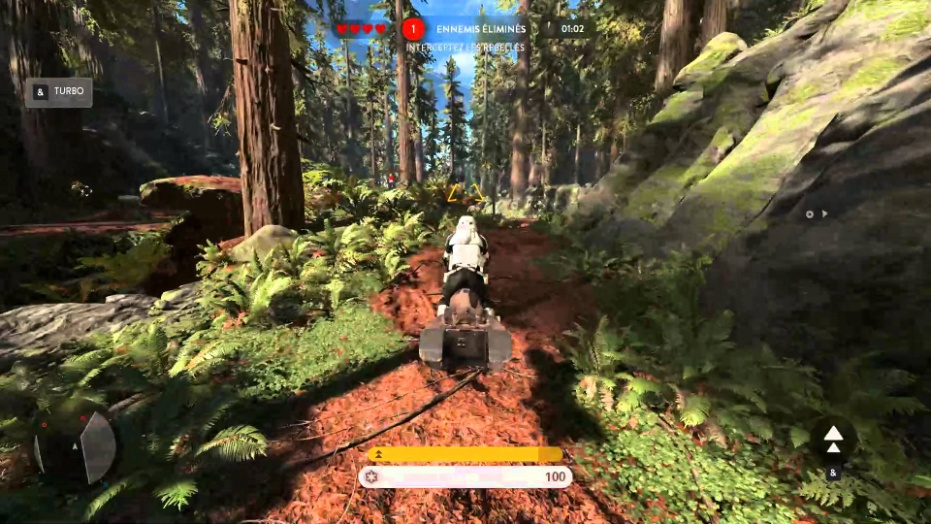 1 ENNEMIS ÉLIMINÉS 01:02
INTERCEPTEZ LES REBELLES
& TURBO
100
&